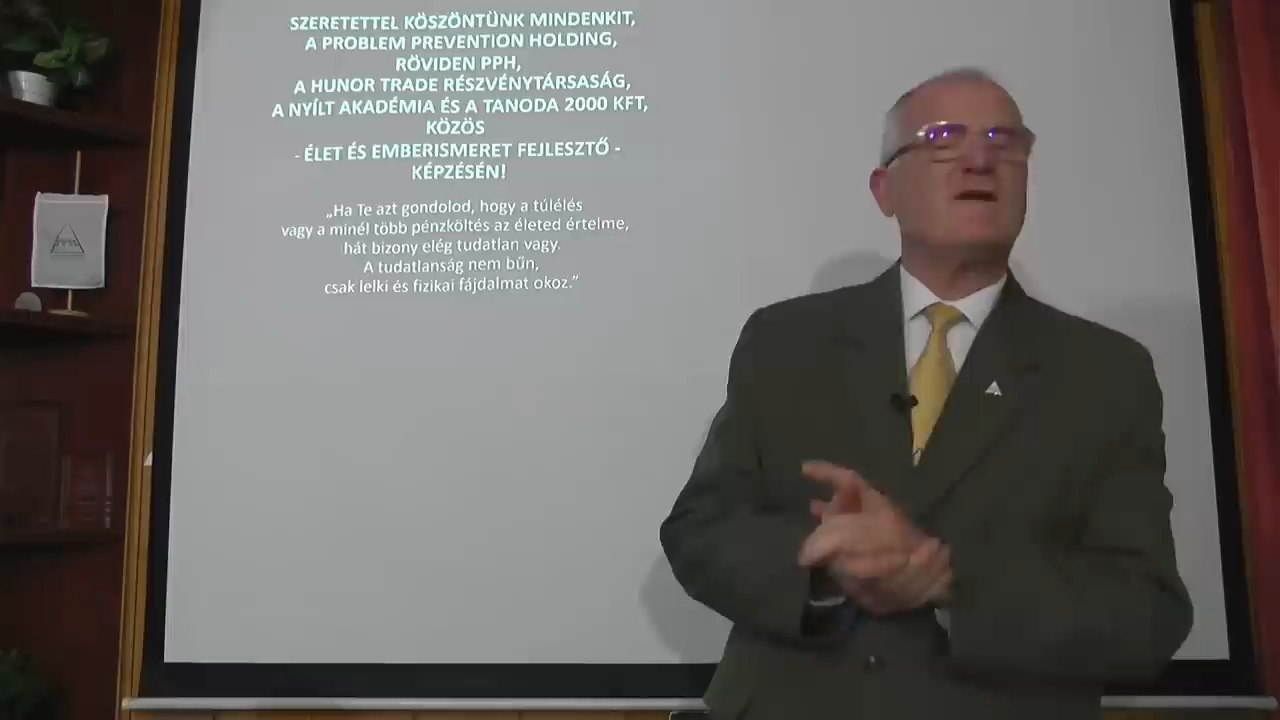 SZERETETTEL KÖSZÖNTÜNK MINDENKIT,
A PROBLEM PREVENTION HOLDING,
RÖVIDEN PPH,
A HUNOR TRADE RÉSZVÉNYTÁRSASÁG,
A NYÍLT AKADÉMIA ÉS A TANODA 2000 KFT,
KÖZÖS
- ÉLET ÉS EMBERISMERET FEJLESZTŐ -
KÉPZÉSÉN!
„Ha Te azt gondolod, hogy a túlélés
vagy a minél több pénzköltés az életed értelme,
hát bizony elég tudatlan vagy.
A tudatlanság nem bűn,
csak lelki és fizikai fájdalmat okoz.”